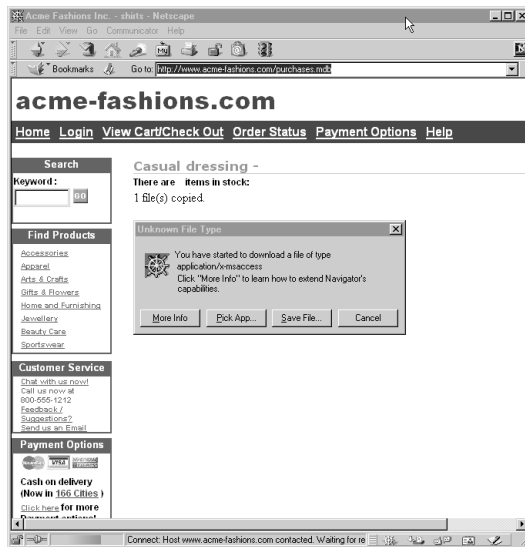 Acme Fashions Inc. - shirts - Netscape
File Edit View Go Communicator Help
Bookmarks Go to: http://www.acme-fashions.com/purchases.mdb
acme-fashions.com
Home Login View Cart/Check Out Order Status Payment Options Help
Search
Keyword :
GO
Find Products
Accessories
Apparel
Arts & Crafts
Gifts & Flowers
Home and Furnishing
Jewellery
Beauty Care
Sportswear
Customer Service
Chat with us now!
Call us now at
800-555-1212
Feedback /
Suggestions?
Send us an Email
Payment Options
VISA
Cash on delivery
(Now in 166 Cities )
Click here for more
Payment options!
Casual dressing -
There are items in stock:
1 file(s) copied.
Unknown File Type
You have started to download a file of type
application/x-msaccess
Click "More Info" to learn how to extend Navigator's
capabilities.
More Info Pick App... Save File... Cancel
Connect: Host www.acme-fashions.com contacted. Waiting for re